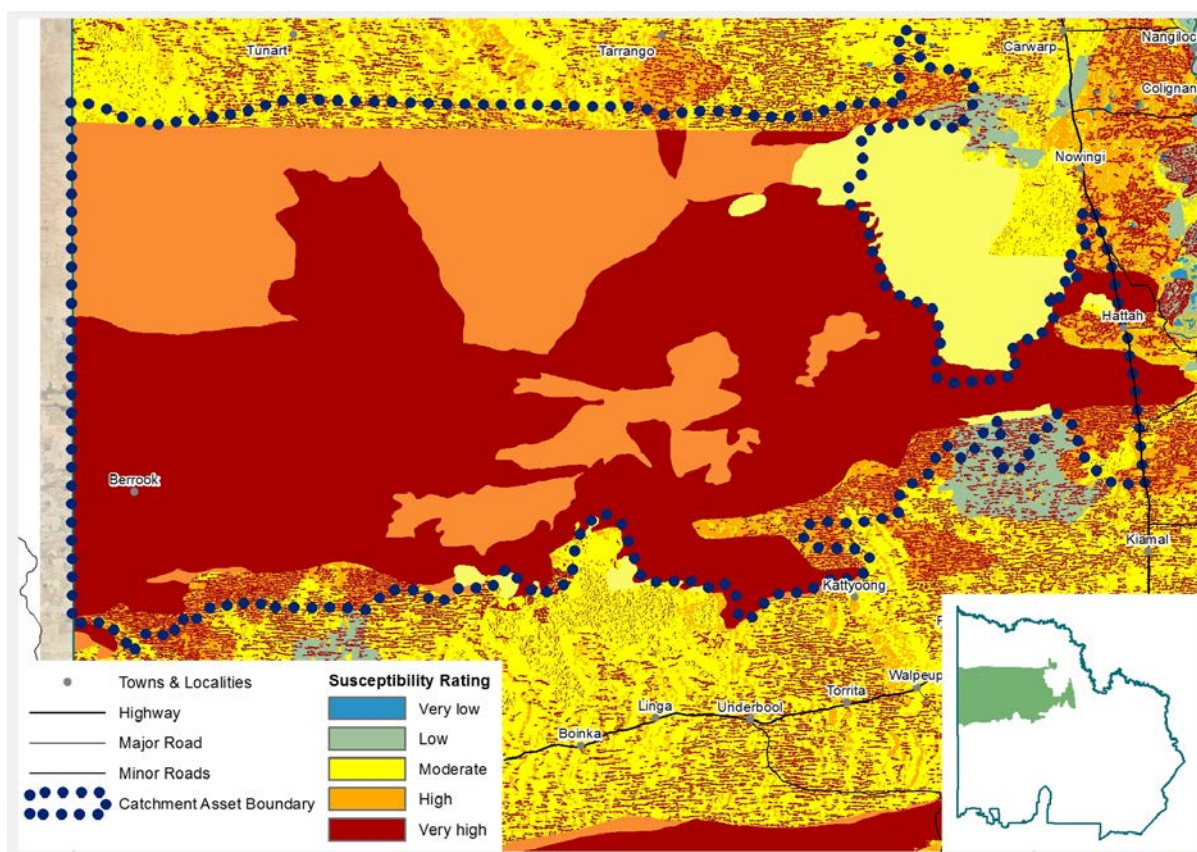 Tunart
Tarrango
Carwarp
Nangiloc
Colignan
Nowingi
Hattah
Berrook
Kiamal
Kattyoong
Walpeup
Torrita
Linga
Underbool
Boinka
Towns & Localities
Highway
Major Road
Minor Roads
Catchment Asset Boundary
Susceptibility Rating
Very low
Low
Moderate
High
Very high